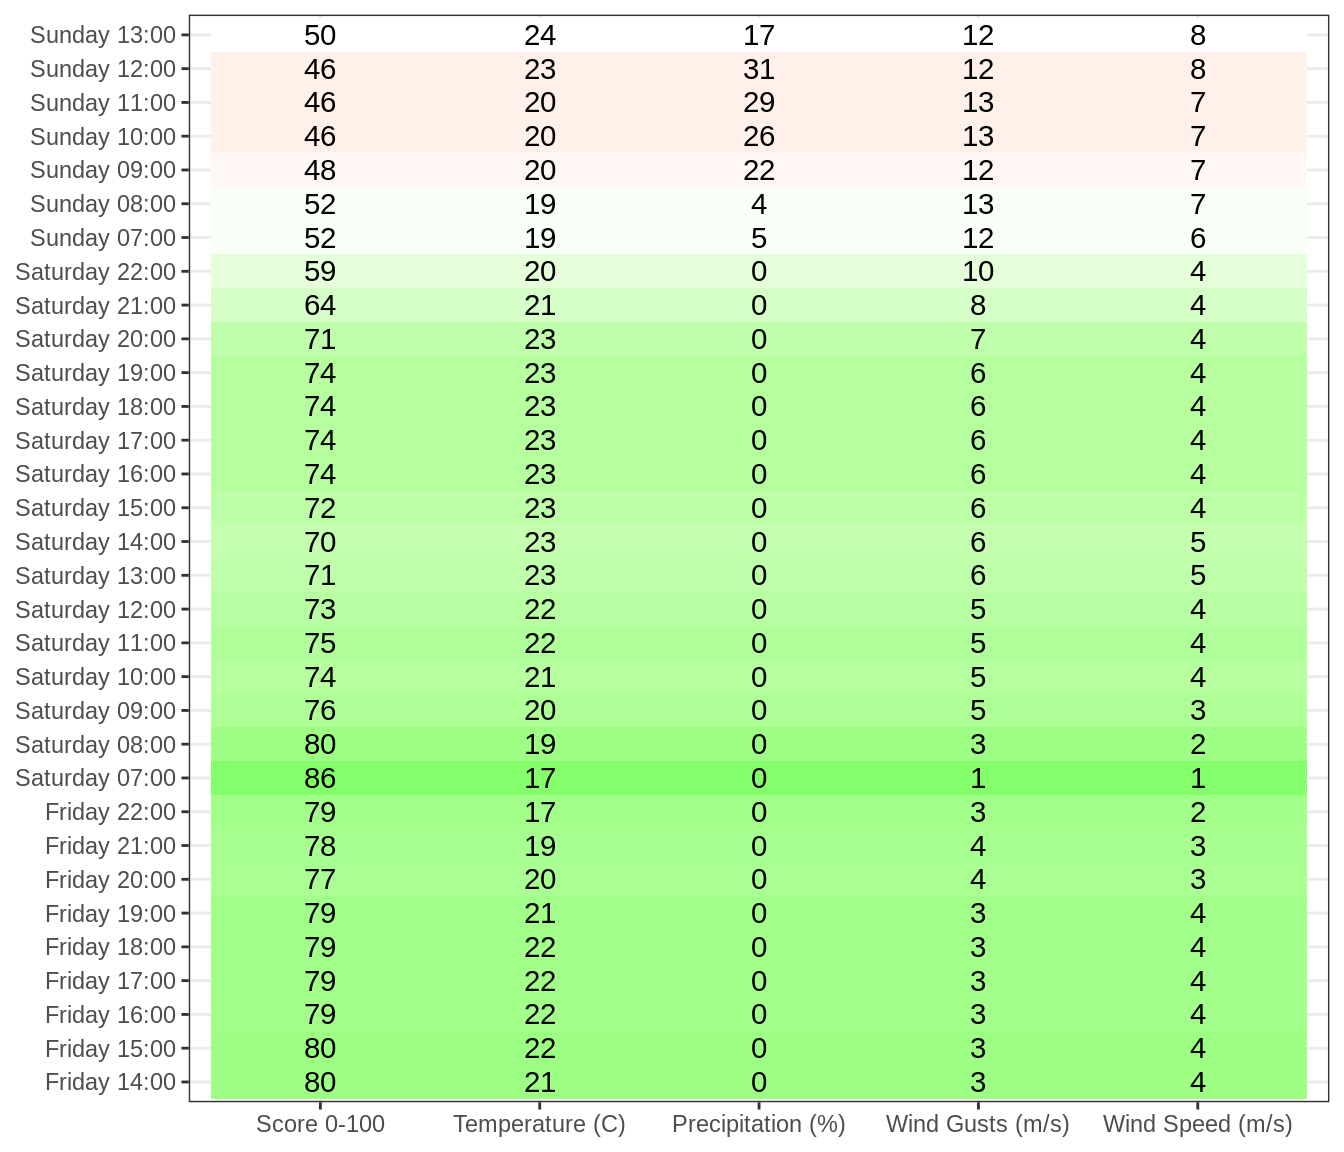 Sunday 13:00 50 24 17 12 8
Sunday 12:00 46 23 31 12 8
Sunday 11:00 46 20 29 13 7
Sunday 10:00 46 20 26 13 7
Sunday 09:00 48 20 22 12 7
Sunday 08:00 52 19 4 13 7
Sunday 07:00 52 19 5 12 6
Saturday 22:00 59 20 0 10 4
Saturday 21:00 64 21 0 8 4
Saturday 20:00 71 23 0 7 4
Saturday 19:00 74 23 0 6 4
Saturday 18:00 74 23 0 6 4
Saturday 17:00 74 23 0 6 4
Saturday 16:00 74 23 0 6 4
Saturday 15:00 72 23 0 6 4
Saturday 14:00 70 23 0 6 5
Saturday 13:00 71 23 0 6 5
Saturday 12:00 73 22 0 5 4
Saturday 11:00 75 22 0 5 4
Saturday 10:00 74 21 0 5 4
Saturday 09:00 76 20 0 5 3
Saturday 08:00 80 19 0 3 2
Saturday 07:00 86 17 0 1 1
Friday 22:00 79 17 0 3 2
Friday 21:00 78 19 0 4 3
Friday 20:00 77 20 0 4 3
Friday 19:00 79 21 0 3 4
Friday 18:00 79 22 0 3 4
Friday 17:00 79 22 0 3 4
Friday 16:00 79 22 0 3 4
Friday 15:00 80 22 0 3 4
Friday 14:00 80 21 0 3 4
Score 0-100 Temperature (C) Precipitation (%) Wind Gusts (m/s) Wind Speed (m/s)